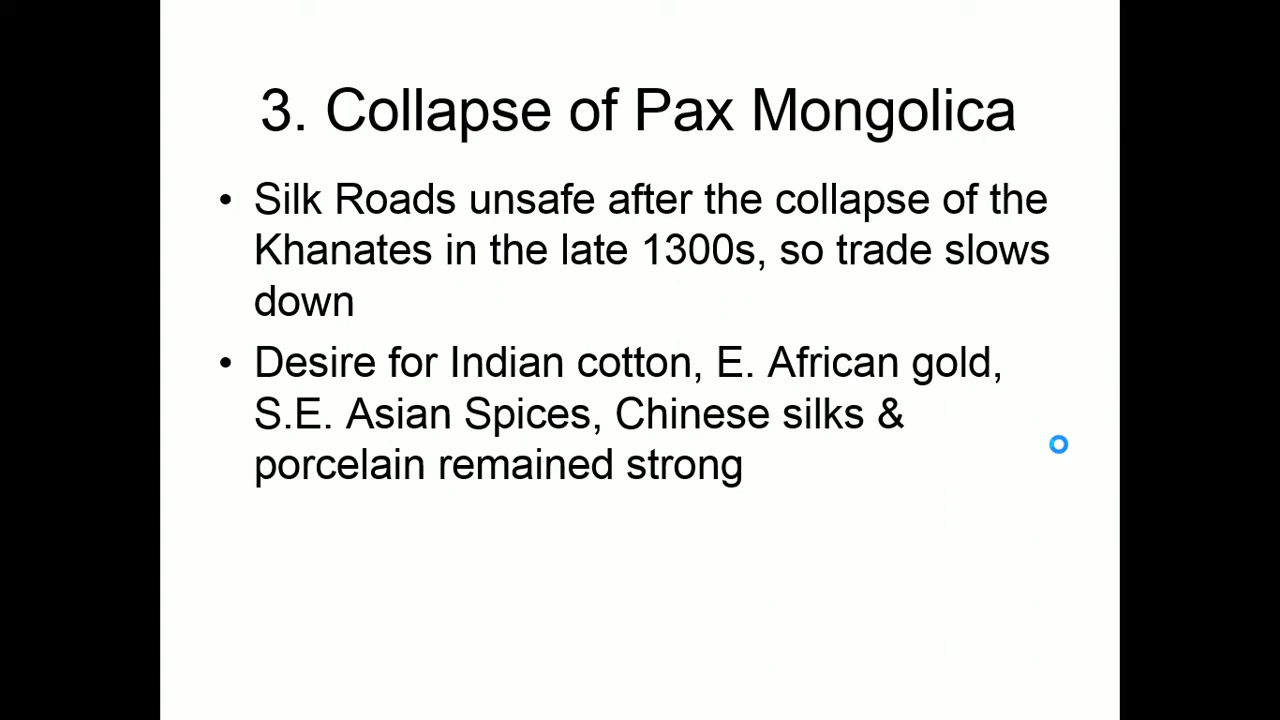 3. Collapse of Pax Mongolica
• Silk Roads unsafe after the collapse of the
Khanates in the late 1300s, so trade slows
down
• Desire for Indian cotton, E. African gold,
S.E. Asian Spices, Chinese silks &
porcelain remained strong